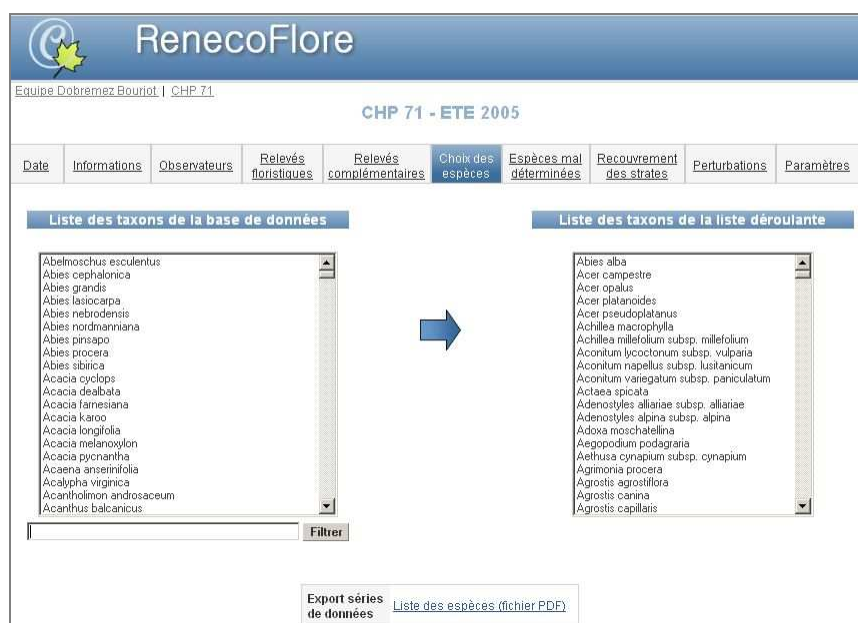 RenecoFlore
Equipe Dobremez Bourjot | CHP 71
CHP 71 - ETE 2005
Date
Informations
Observateurs
Relevés
floristiques
Relevés
complémentaires
Choix des
espèces
Espèces mal
déterminées
Recouvrement
des strates
Perturbations
Paramètres
Liste des taxons de la base de données
Abelmoschus esculentus
Abies cephalonica
Abies grandis
Abies lasiocarpa
Abies nebrodensis
Abies nordmanniana
Abies pinsapo
Abies procera
Abies sibirica
Acacia cyclops
Acacia dealbata
Acacia farnesiana
Acacia karoo
Acacia longifolia
Acacia melanoxylon
Acacia pycnantha
Acaena anserinifolia
Acalypha virginica
Acantholimon androsaceum
Acanthus balcanicus
Filtrer
Liste des taxons de la liste déroulante
Abies alba
Acer campestre
Acer opalus
Acer platanoides
Acer pseudoplatanus
Achillea macrophylla
Achillea millefolium subsp. millefolium
Aconitum lycoctonum subsp. vulparia
Aconitum napellus subsp. lusitanicum
Aconitum variegatum subsp. paniculatum
Actaea spicata
Adenostyles alliariae subsp. alliariae
Adenostyles alpina subsp. alpina
Adoxa moschatellina
Aegopodium podagraria
Aethusa cynapium subsp. cynapium
Agrimonia procera
Agrostis agrostiflora
Agrostis canina
Agrostis capillaris
Export séries
de données
Liste des espèces (fichier PDF)